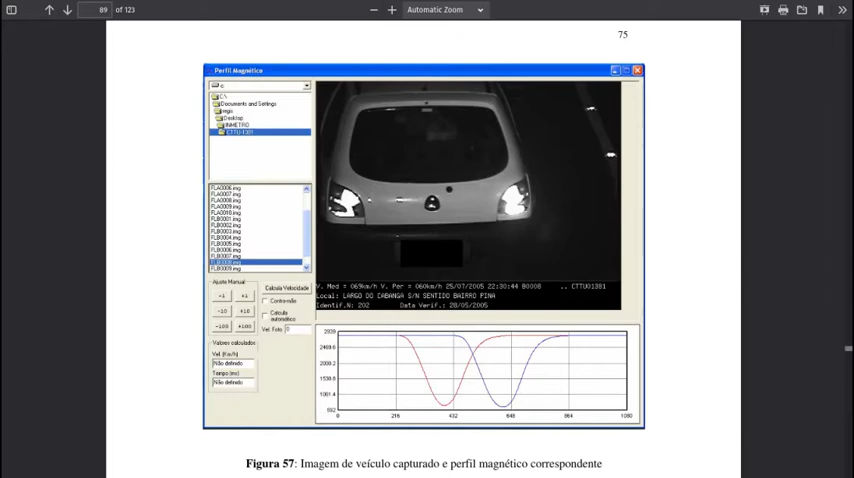 89 of 123
Automatic Zoom
75
Perfil Magnético
c:
C:\
Documents and Settings
regis
Desktop
INMETRO
CTTU-1381
FLA0006.img
FLA0007.img
FLA0008.img
FLA0009.img
FLA0010.img
FLB0001.img
FLB0002.img
FLB0003.img
FLB0004.img
FLB0005.img
FLB0006.img
FLB0007.img
FLB0008.img
FLB0009.img
V. Med = 069km/h V. Per = 060km/h 25/07/2005 22:30:44 B0008 .. CTTU01381
Local: LARGO DO CABANGA S/N SENTIDO BAIRRO PINA
Identif.N: 202 Data Verif.: 28/05/2005
Ajuste Manual
-1 +1
-10 +10
-100 +100
Calcula Velocidade
Contra-mão
Calcula
automático
Vel. Foto 0
Valores calculados
Vel (Km/h)
Não definido
Tempo (ms)
Não definido
2939
2469.6
2000.2
1530.8
1061.4
592
0 216 432 648 864 1080
Figura 57: Imagem de veículo capturado e perfil magnético correspondente